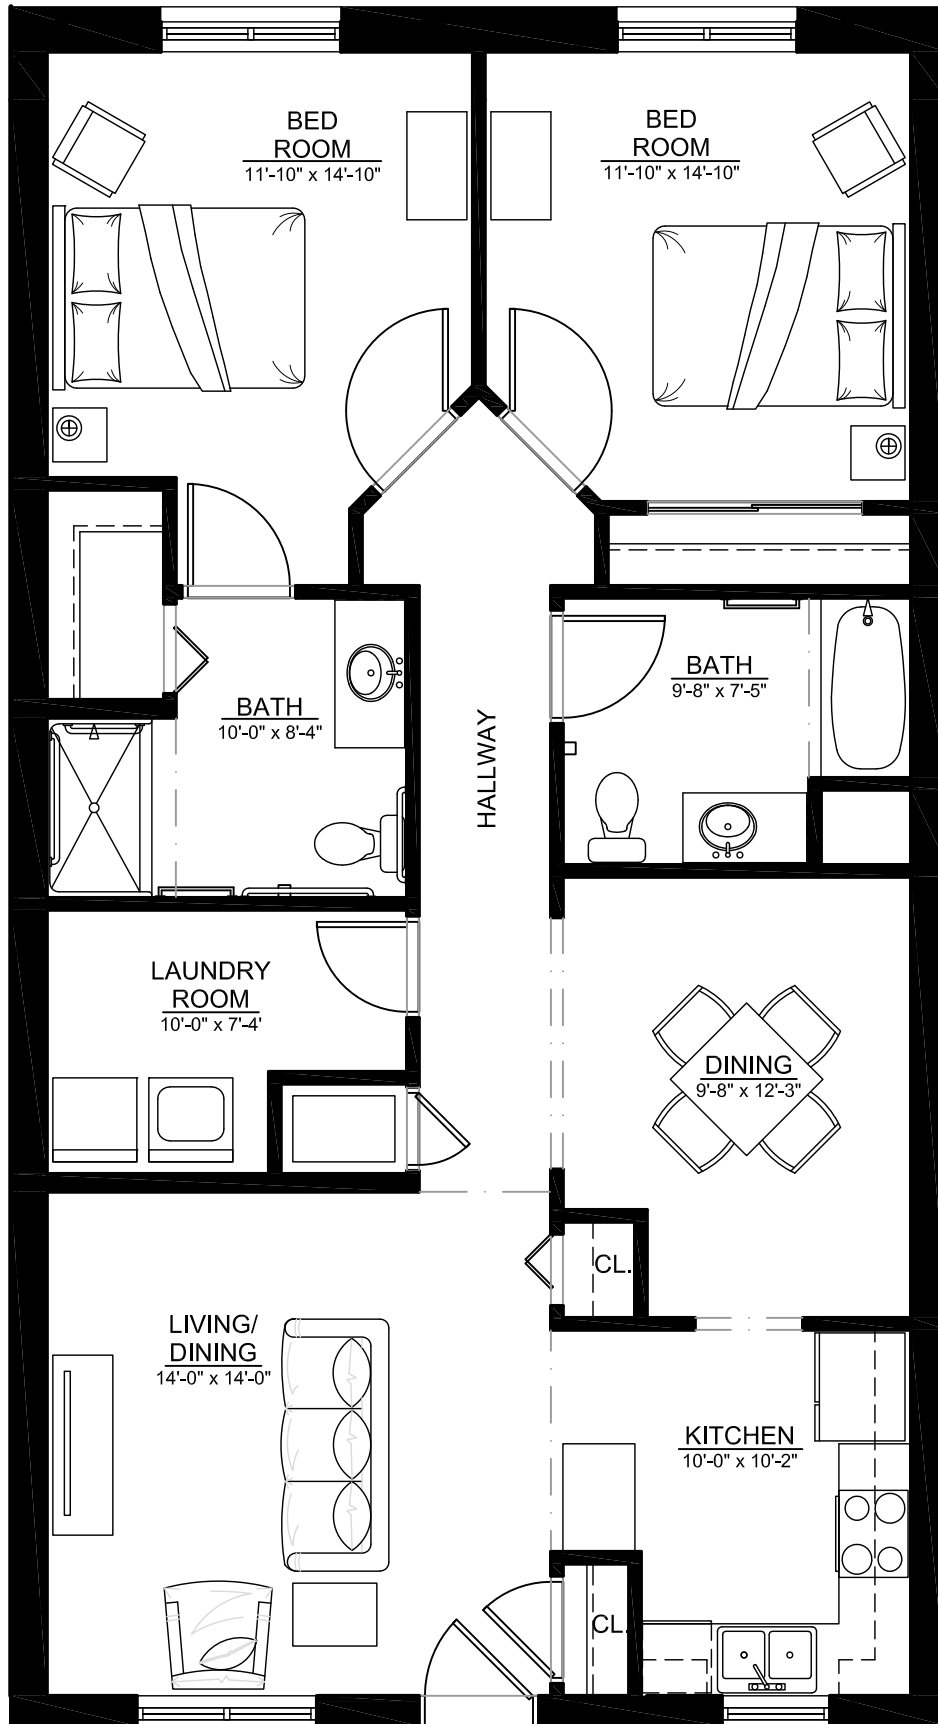 BED
ROOM
11'-10" x 14'-10"
BED
ROOM
11'-10" x 14'-10"
BATH
9'-8" x 7'-5"
BATH
10'-0" x 8'-4"
HALLWAY
LAUNDRY
ROOM
10'-0" x 7'-4'
DINING
9'-8" x 12'-3"
CL.
LIVING/
DINING
14'-0" x 14'-0"
KITCHEN
10'-0" x 10'-2"
CL.